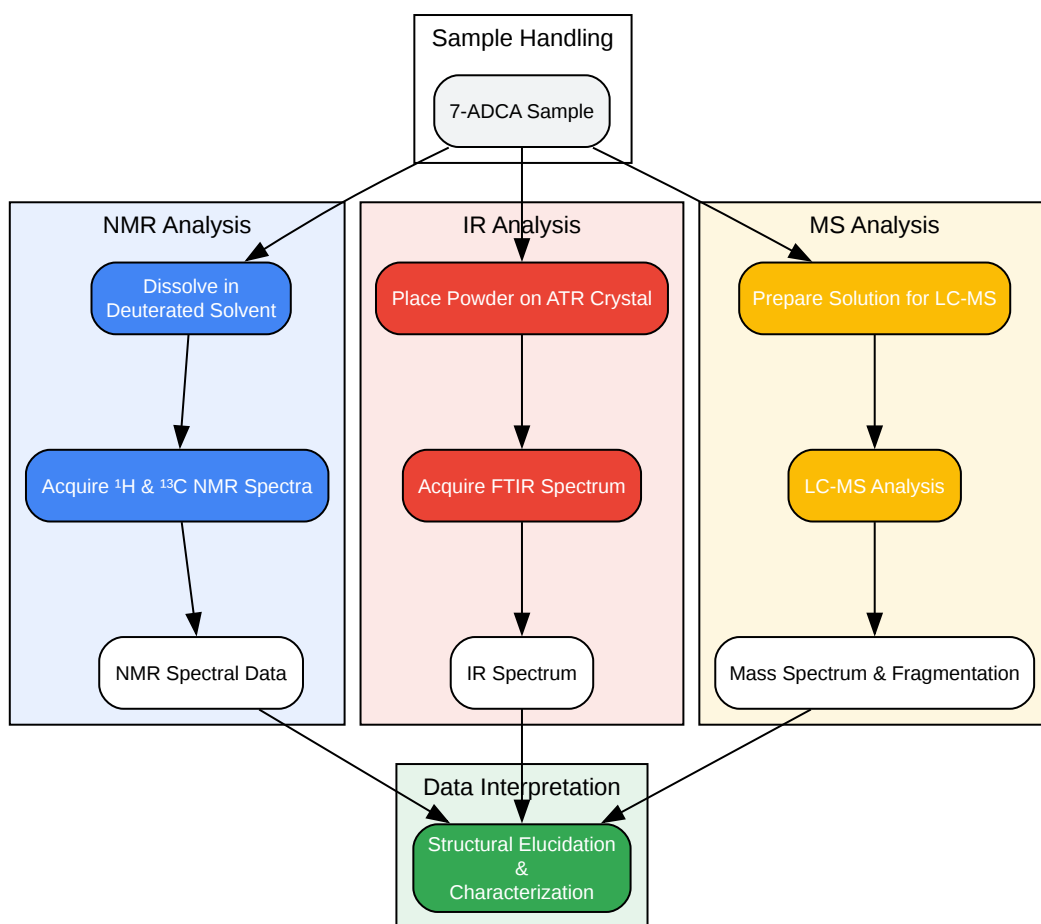 Sample Handling
7-ADCA Sample
NMR Analysis
Dissolve in
Deuterated Solvent
Acquire ¹H & ¹³C NMR Spectra
NMR Spectral Data
IR Analysis
Place Powder on ATR Crystal
Acquire FTIR Spectrum
IR Spectrum
MS Analysis
Prepare Solution for LC-MS
LC-MS Analysis
Mass Spectrum & Fragmentation
Data Interpretation
Structural Elucidation
&
Characterization